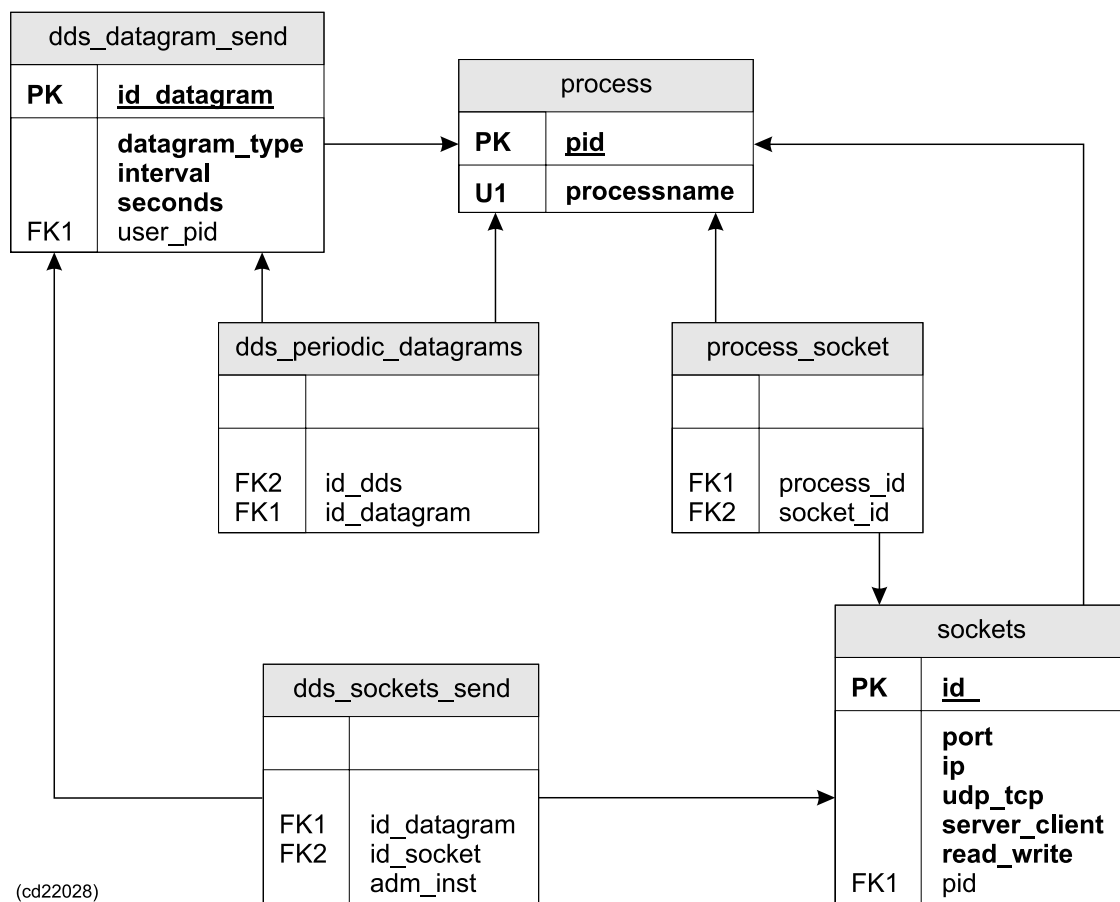 dds_datagram_send
PK id_datagram
datagram_type
interval
seconds
FK1 user_pid
process
PK pid
U1 processname
dds_periodic_datagrams
FK2 id_dds
FK1 id_datagram
process_socket
FK1 process_id
FK2 socket_id
dds_sockets_send
FK1 id_datagram
FK2 id_socket
adm_inst
sockets
PK id_
port
ip
udp_tcp
server_client
read_write
FK1 pid
(cd22028)